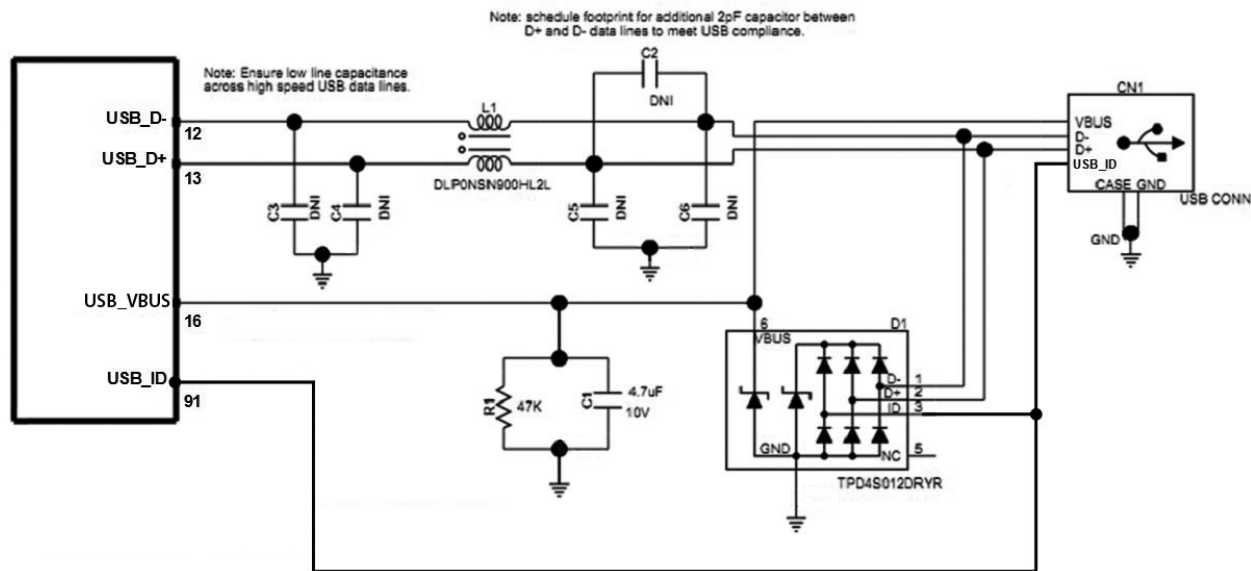 Note: schedule footprint for additional 2pF capacitor between
D+ and D- data lines to meet USB compliance.
Note: Ensure low line capacitance
across high speed USB data lines.
C2
DNI
CN1
L1
USB_D-
12
VBUS
D-
D+
USB_ID
USB_D+
13
DLP0NSN900HL2L
CASE GND
USB CONN
C3
DNI
C4
DNI
C5
DNI
C6
DNI
GND
USB_VBUS
16
6
D1
VBUS
USB_ID
91
D- 1
D+ 2
ID 3
R1
47K
C1
4.7uF
10V
GND
NC 5
TPD4S012DRYR